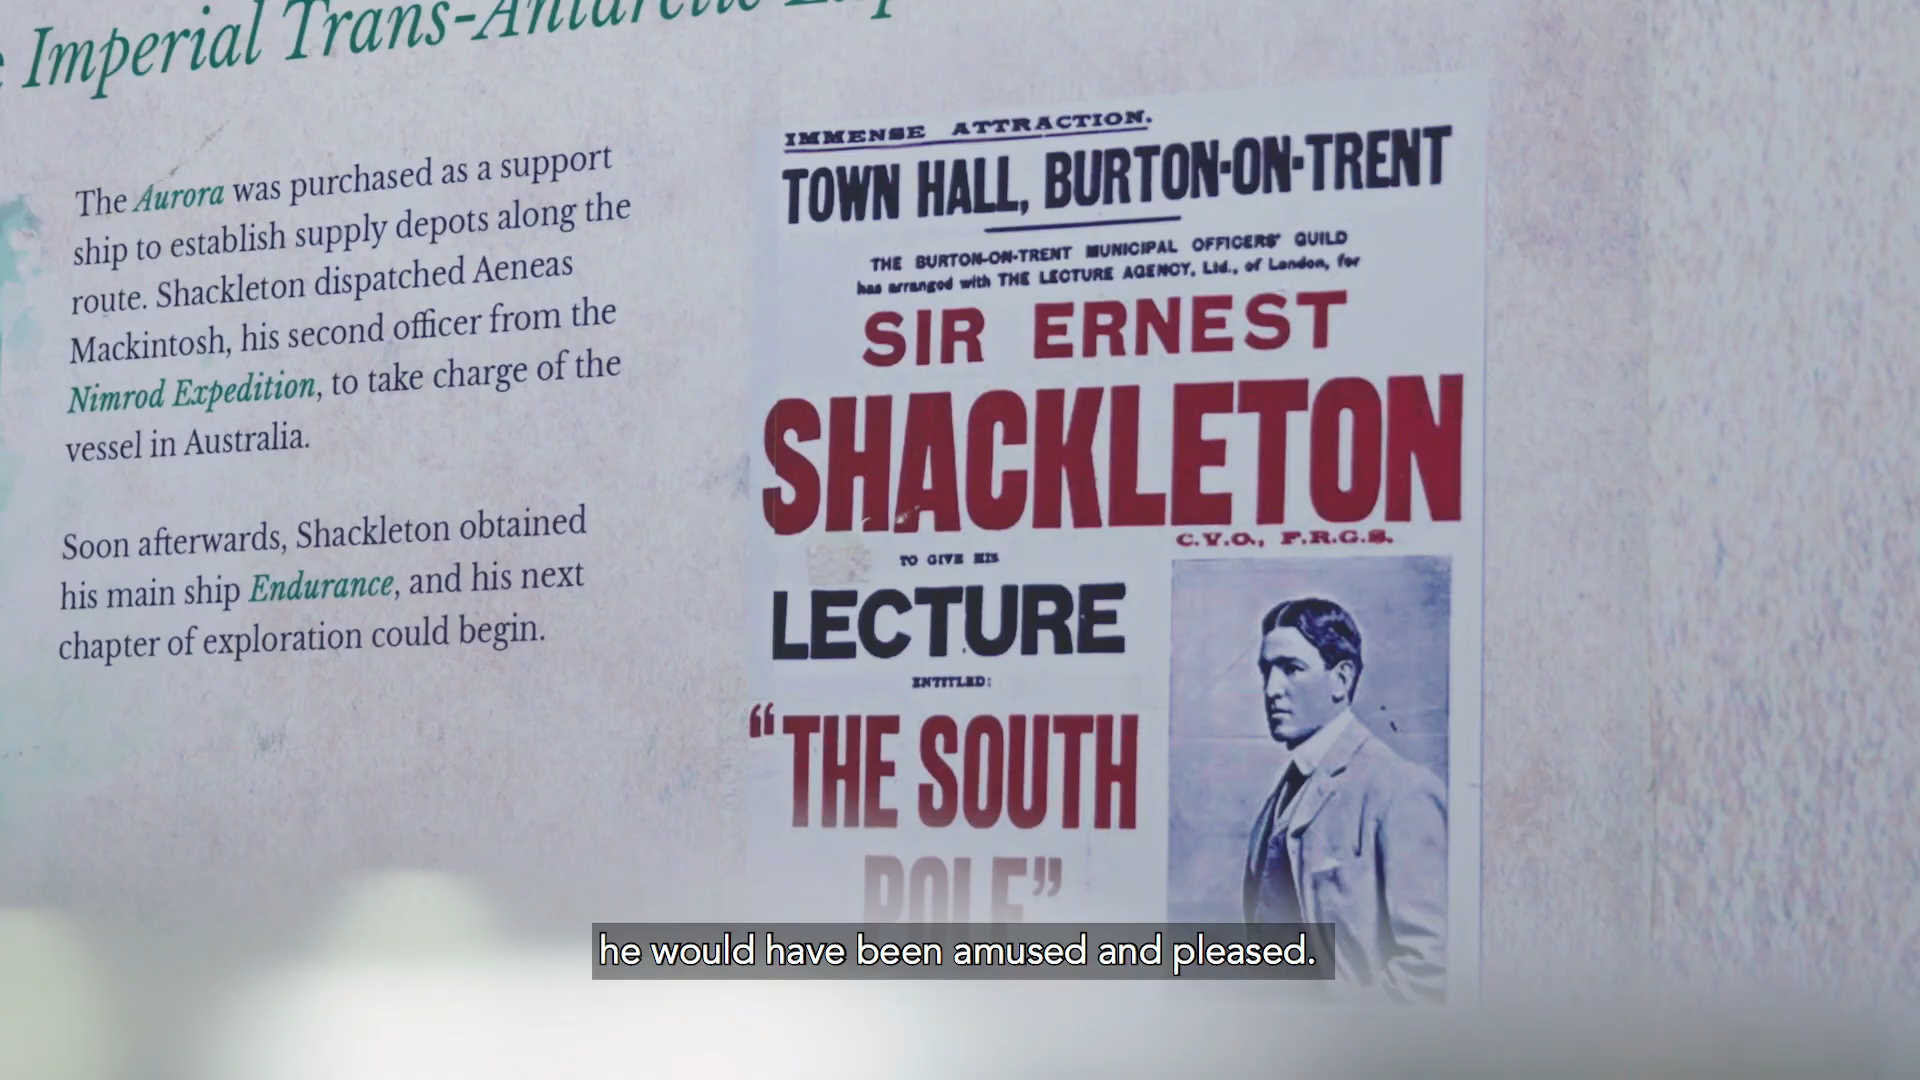 Imperial Trans-Antarctic
The Aurora was purchased as a support
ship to establish supply depots along the
route. Shackleton dispatched Aeneas
Mackintosh, his second officer from the
Nimrod Expedition, to take charge of the
vessel in Australia.
Soon afterwards, Shackleton obtained
his main ship Endurance, and his next
chapter of exploration could begin.
IMMENSE ATTRACTION.
TOWN HALL, BURTON-ON-TRENT
THE BURTON-ON-TRENT MUNICIPAL OFFICERS' GUILD
has arranged with THE LECTURE AGENCY, Ltd., of London, for
SIR ERNEST
SHACKLETON
C.V.O., F.R.G.S.
TO GIVE HIS
LECTURE
ENTITLED:
"THE SOUTH
POLE"
he would have been amused and pleased.